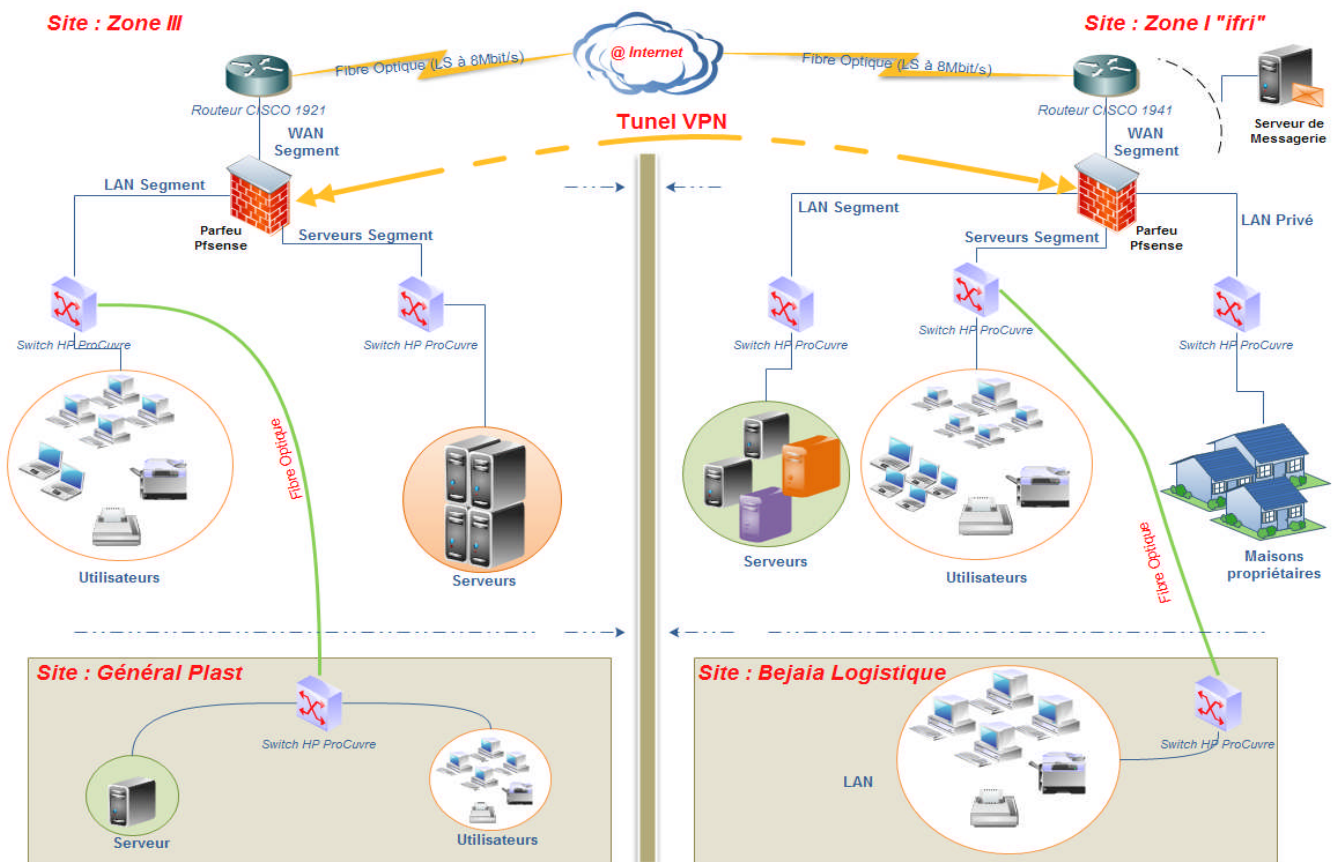 Site : Zone III
Site : Zone I "ifri"
@ Internet
Fibre Optique (LS à 8Mbit/s)
Fibre Optique (LS à 8Mbit/s)
Routeur CISCO 1921
Routeur CISCO 1941
Serveur de
Messagerie
WAN
Segment
Tunel VPN
WAN
Segment
LAN Segment
LAN Segment
LAN Privé
Parfeu
Pfsense
Serveurs Segment
Serveurs Segment
Parfeu
Pfsense
Switch HP ProCuvre
Switch HP ProCuvre
Switch HP ProCuvre
Switch HP ProCuvre
Switch HP ProCuvre
Fibre Optique
Fibre Optique
Utilisateurs
Serveurs
Serveurs
Utilisateurs
Maisons
propriétaires
Site : Général Plast
Site : Bejaia Logistique
Switch HP ProCuvre
Switch HP ProCuvre
LAN
Serveur
Utilisateurs